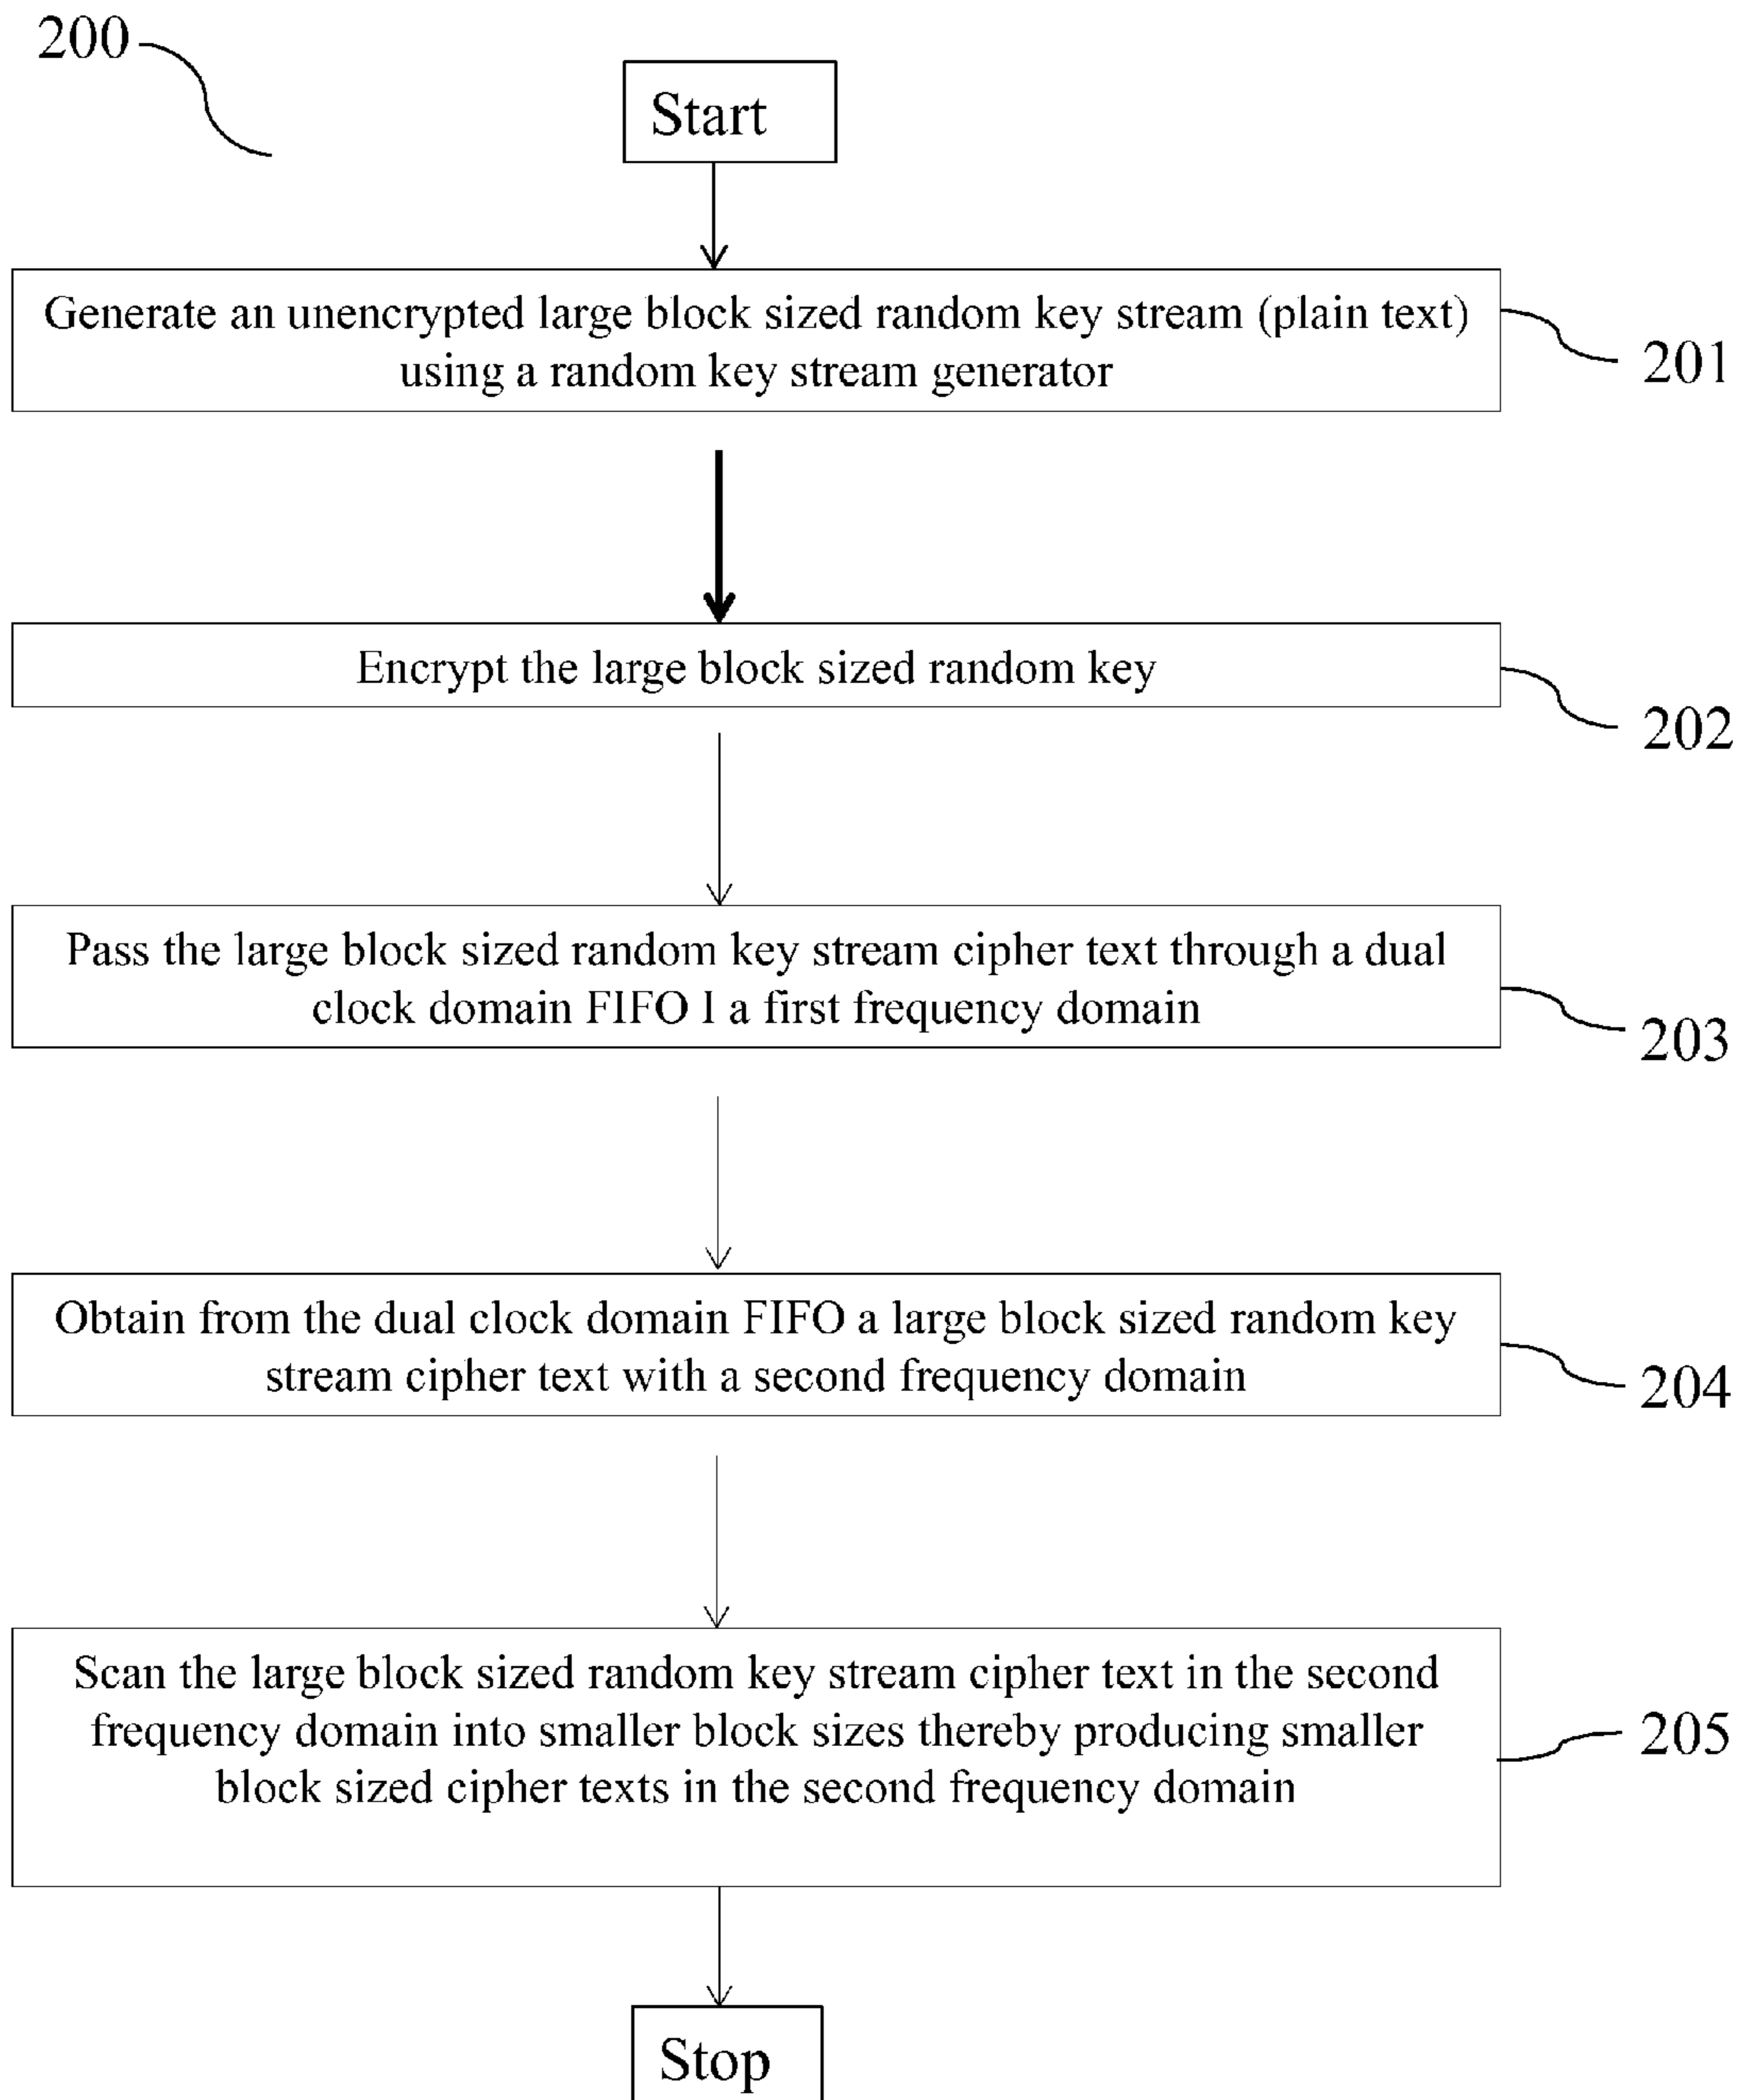 200
Start
Generate an unencrypted large block sized random key stream (plain text)
using a random key stream generator
201
Encrypt the large block sized random key
202
Pass the large block sized random key stream cipher text through a dual
clock domain FIFO I a first frequency domain
203
Obtain from the dual clock domain FIFO a large block sized random key
stream cipher text with a second frequency domain
204
Scan the large block sized random key stream cipher text in the second
frequency domain into smaller block sizes thereby producing smaller
block sized cipher texts in the second frequency domain
205
Stop